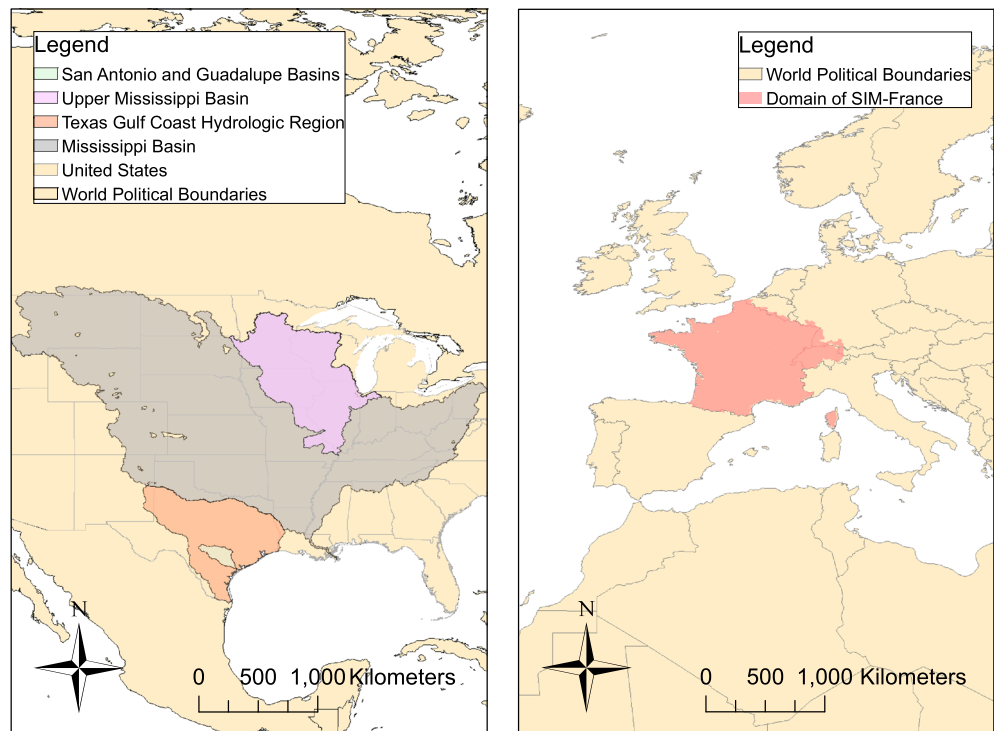 Legend
San Antonio and Guadalupe Basins
Upper Mississippi Basin
Texas Gulf Coast Hydrologic Region
Mississippi Basin
United States
World Political Boundaries
N
0 500 1,000 Kilometers
Legend
World Political Boundaries
Domain of SIM-France
N
0 500 1,000 Kilometers